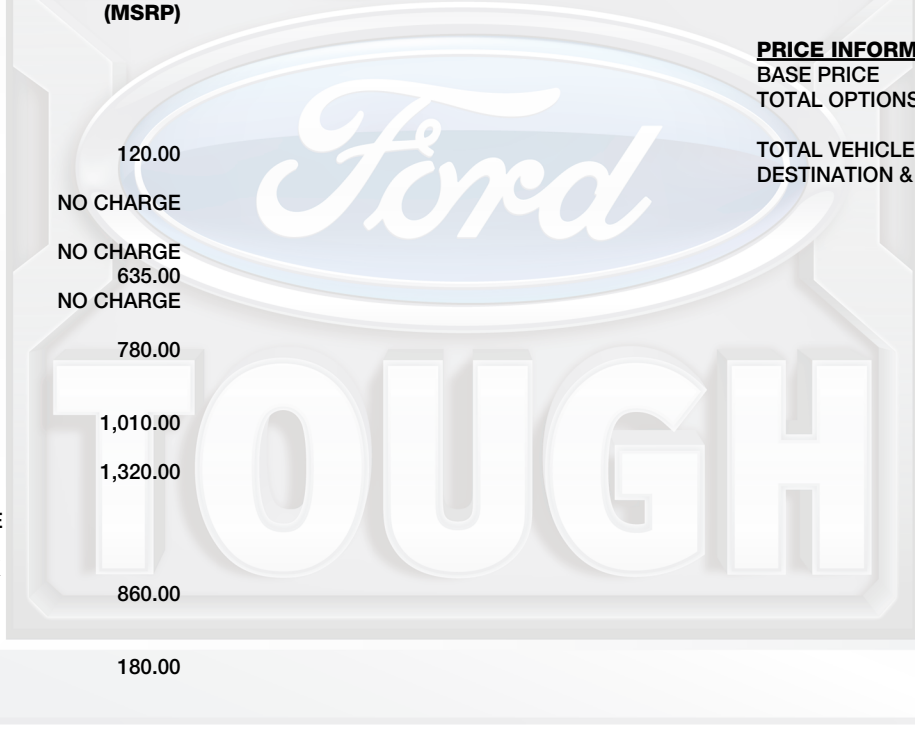 (MSRP)
120.00
NO CHARGE
NO CHARGE
635.00
NO CHARGE
780.00
1,010.00
1,320.00
860.00
180.00
PRICE INFORM
BASE PRICE
TOTAL OPTIONS
TOTAL VEHICLE
DESTINATION &
Ford
TOUGH